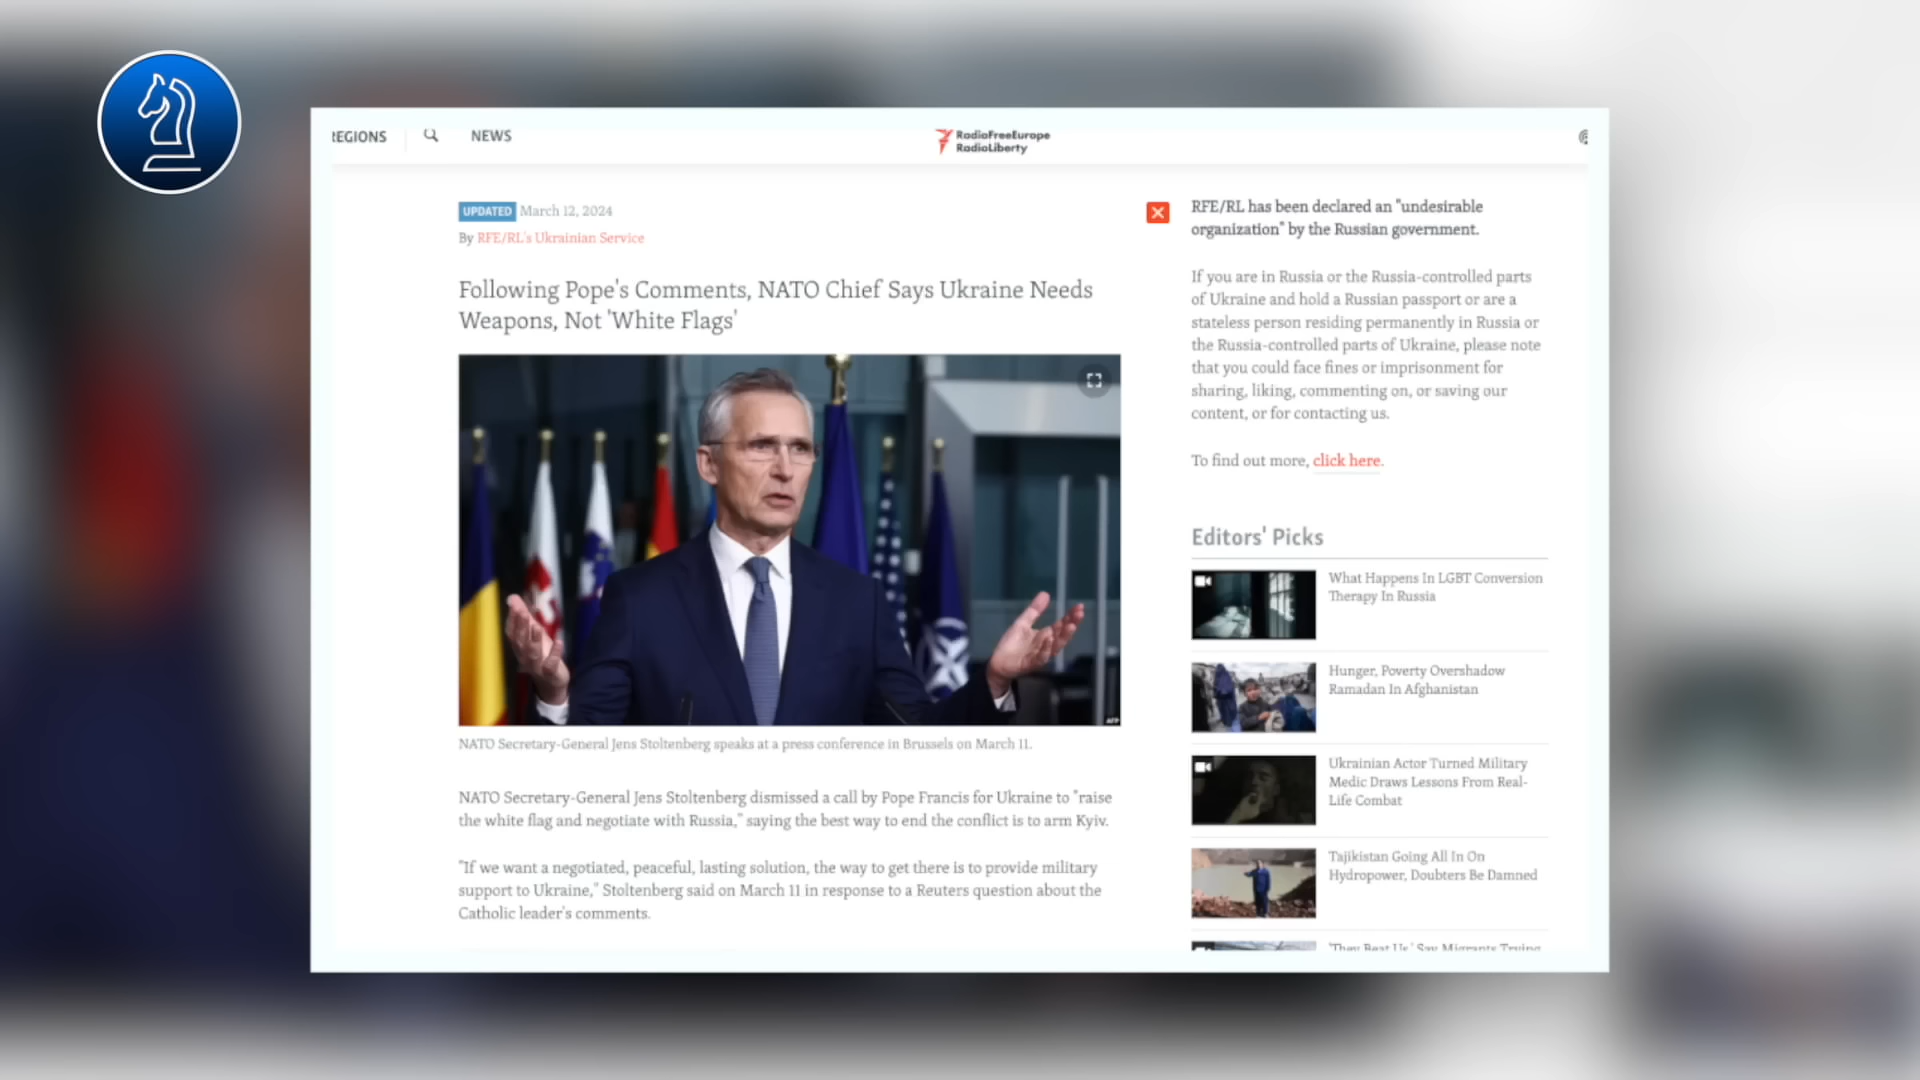 REGIONS
NEWS
RadioFreeEurope
RadioLiberty
UPDATED March 12, 2024
By RFE/RL's Ukrainian Service
Following Pope's Comments, NATO Chief Says Ukraine Needs
Weapons, Not 'White Flags'
AFP
NATO Secretary-General Jens Stoltenberg speaks at a press conference in Brussels on March 11.
NATO Secretary-General Jens Stoltenberg dismissed a call by Pope Francis for Ukraine to "raise
the white flag and negotiate with Russia," saying the best way to end the conflict is to arm Kyiv.
"If we want a negotiated, peaceful, lasting solution, the way to get there is to provide military
support to Ukraine," Stoltenberg said on March 11 in response to a Reuters question about the
Catholic leader's comments.
RFE/RL has been declared an "undesirable
organization" by the Russian government.
If you are in Russia or the Russia-controlled parts
of Ukraine and hold a Russian passport or are a
stateless person residing permanently in Russia or
the Russia-controlled parts of Ukraine, please note
that you could face fines or imprisonment for
sharing, liking, commenting on, or saving our
content, or for contacting us.
To find out more, click here.
Editors' Picks
What Happens In LGBT Conversion
Therapy In Russia
Hunger, Poverty Overshadow
Ramadan In Afghanistan
Ukrainian Actor Turned Military
Medic Draws Lessons From Real-
Life Combat
Tajikistan Going All In On
Hydropower, Doubters Be Damned
'They Beat Us,' Say Migrants Trying